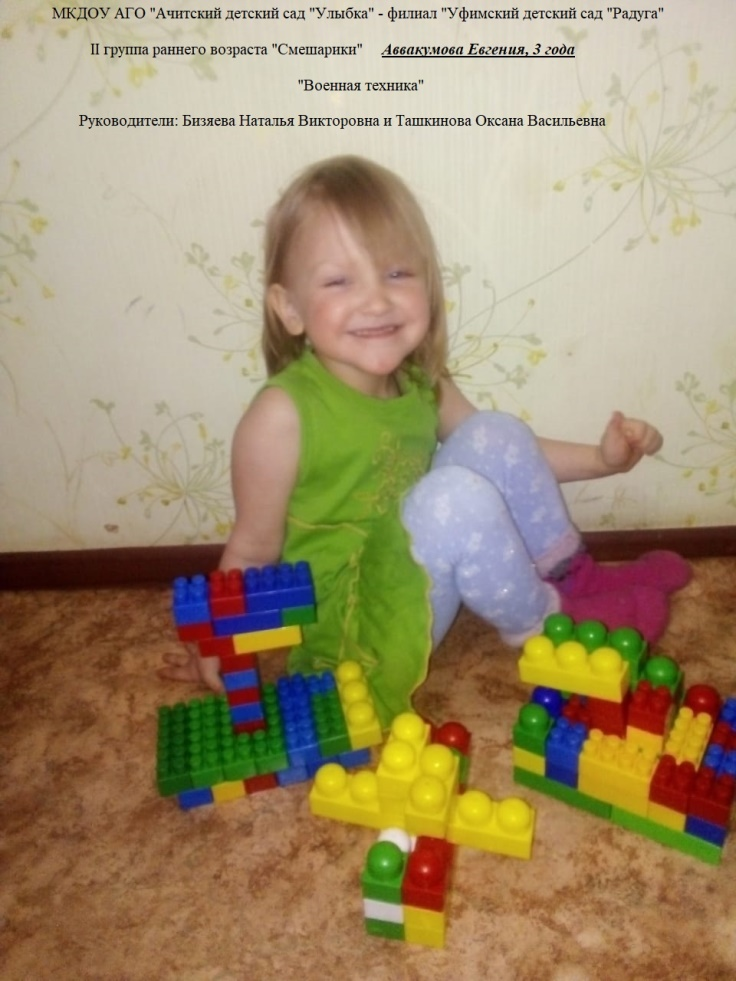 МКДОУ АГО "Ачитский детский сад "Улыбка" - филиал "Уфимский детский сад "Радуга"
II группа раннего возраста "Смешарики" Аввакумова Евгения, 3 года
"Военная техника"
Руководители: Бизяева Наталья Викторовна и Ташкинова Оксана Васильевна